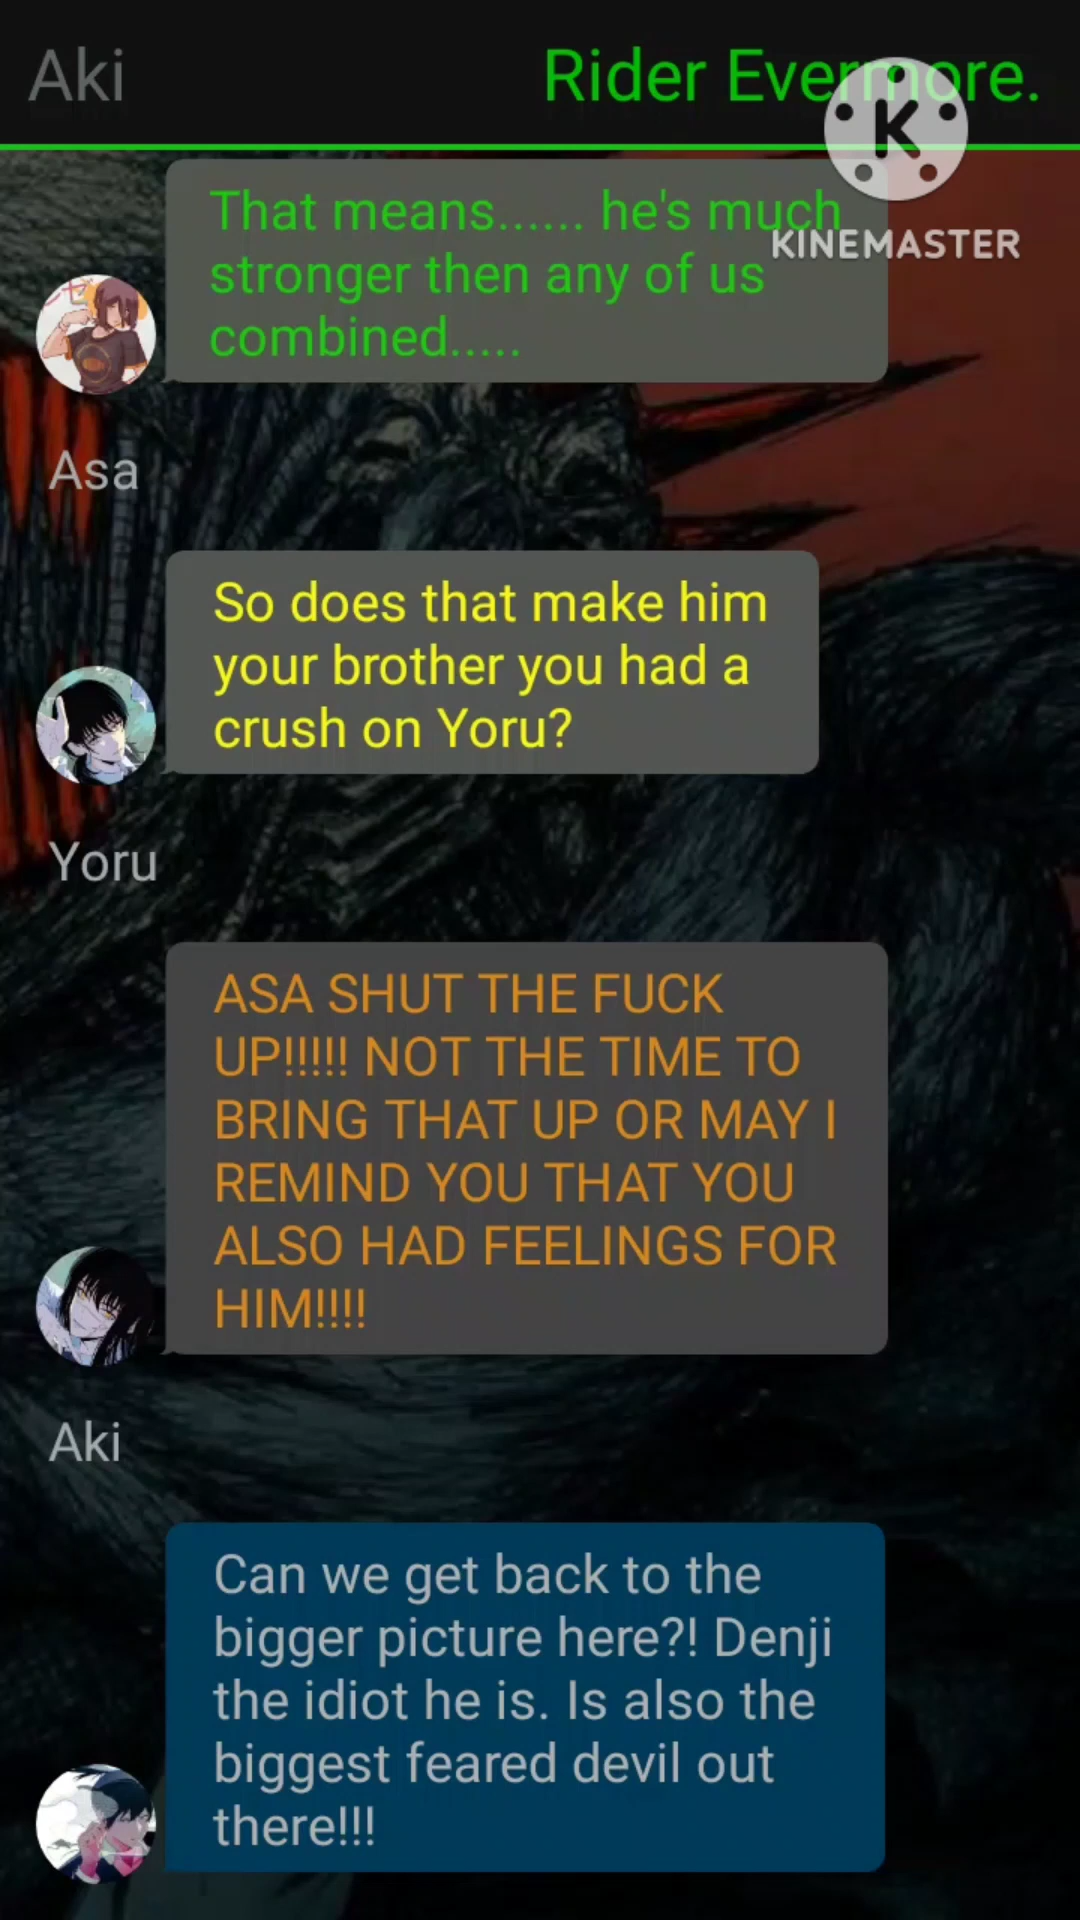 Aki
Rider Evermore.
K
KINEMASTER
That means...... he's much
stronger then any of us
combined.....
Asa
So does that make him
your brother you had a
crush on Yoru?
Yoru
ASA SHUT THE FUCK
UP!!!!! NOT THE TIME TO
BRING THAT UP OR MAY I
REMIND YOU THAT YOU
ALSO HAD FEELINGS FOR
HIM!!!!
Aki
Can we get back to the
bigger picture here?! Denji
the idiot he is. Is also the
biggest feared devil out
there!!!